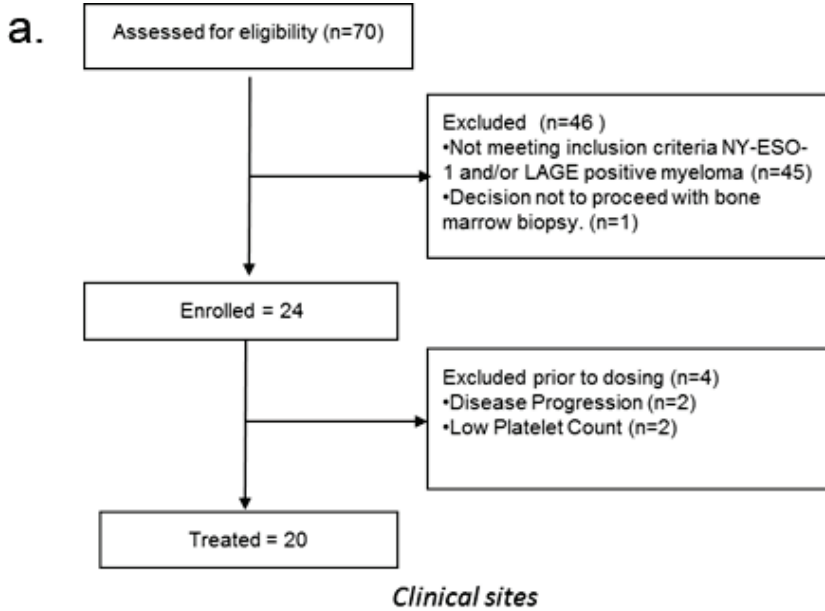 a.
Assessed for eligibility (n=70)
Excluded (n=46 )
•Not meeting inclusion criteria NY-ESO-
1 and/or LAGE positive myeloma (n=45)
•Decision not to proceed with bone
marrow biopsy. (n=1)
Enrolled = 24
Excluded prior to dosing (n=4)
•Disease Progression (n=2)
•Low Platelet Count (n=2)
Treated = 20
Clinical sites